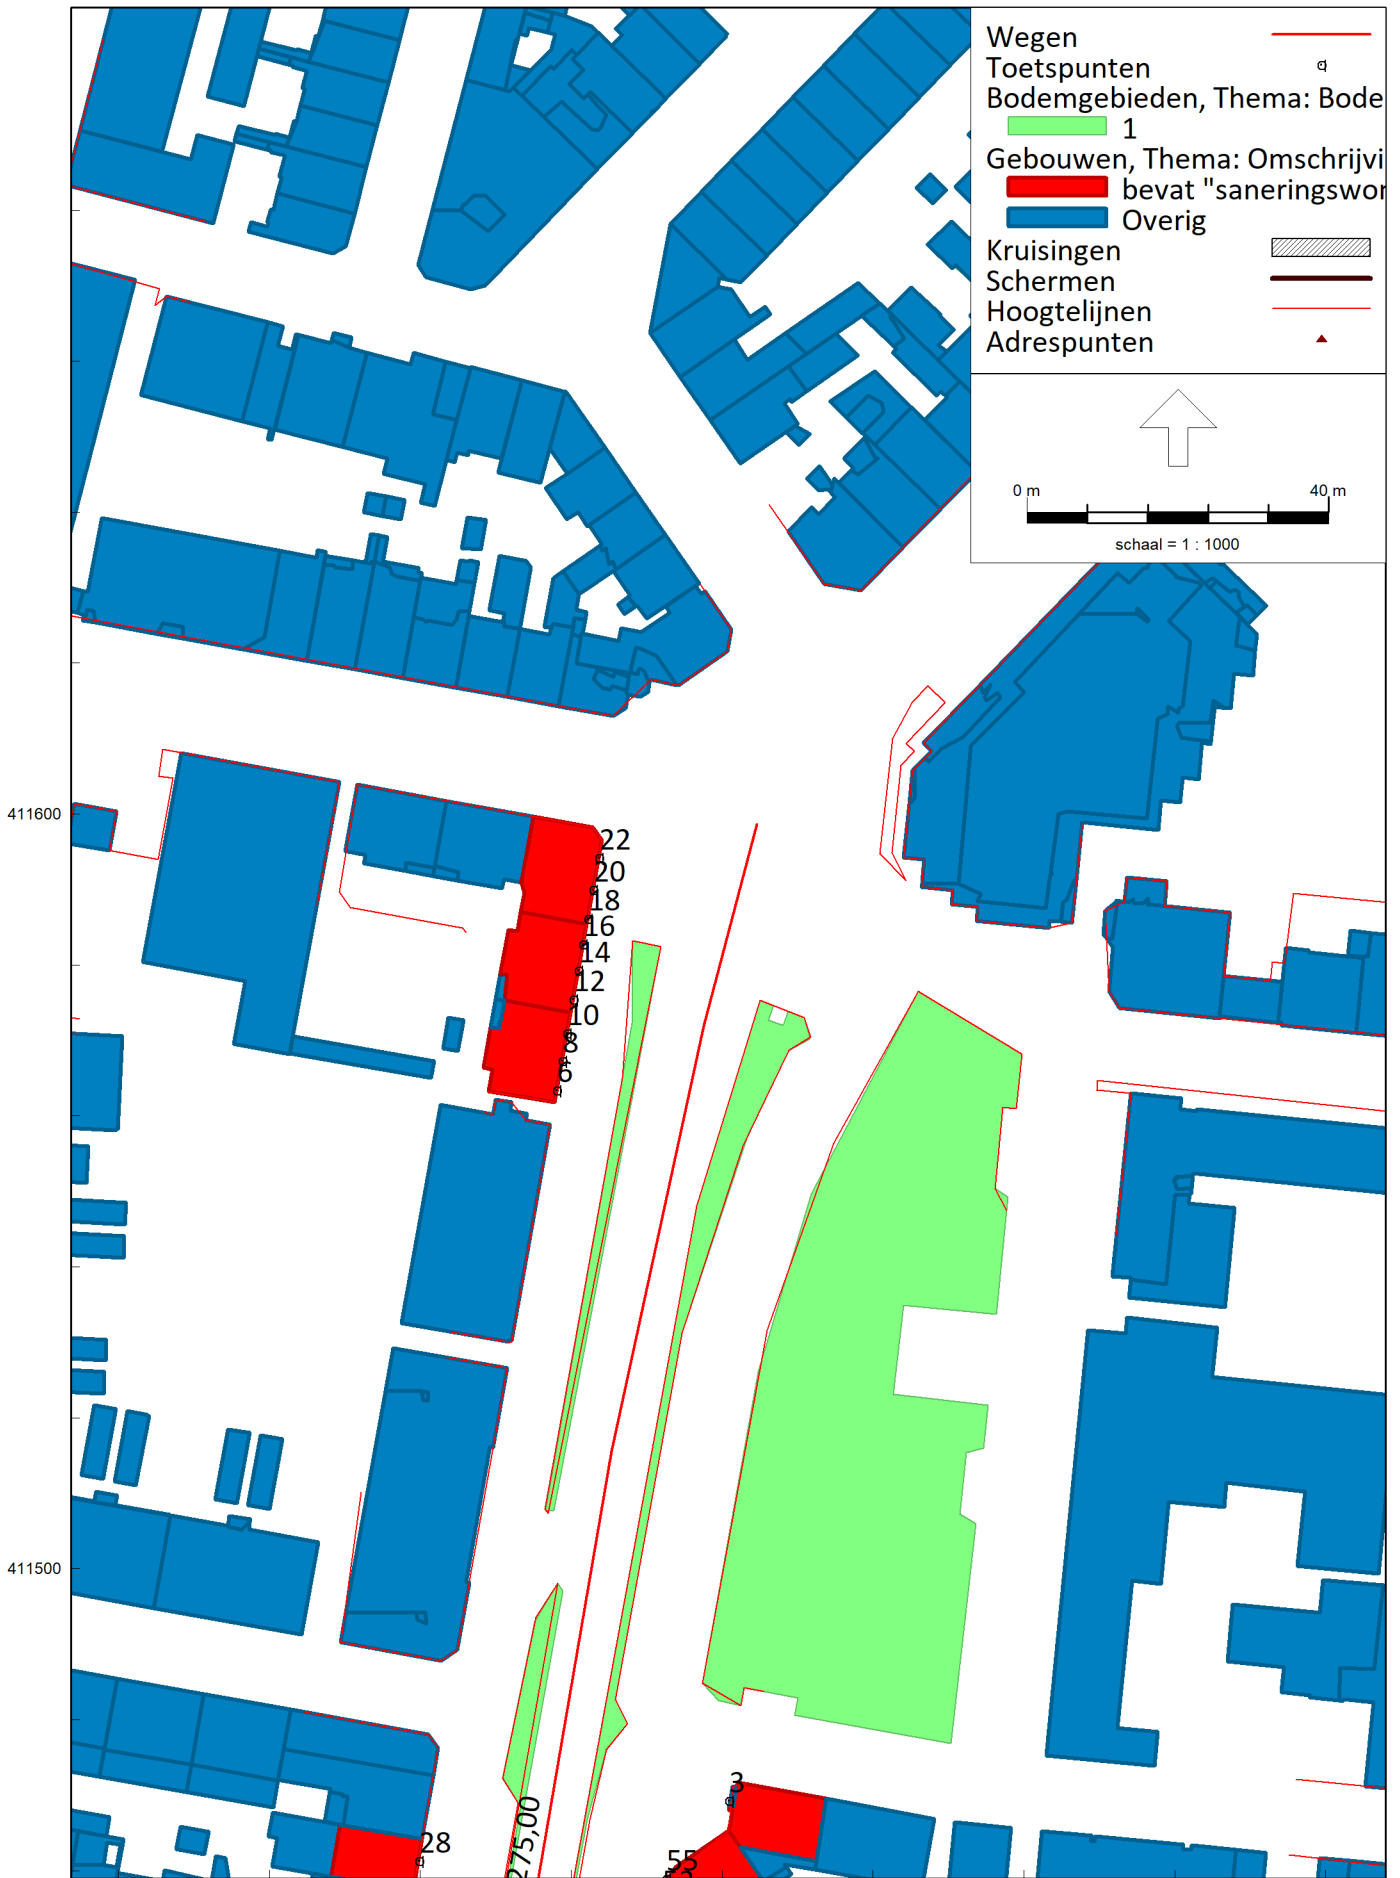 Wegen
Toetspunten
Bodemgebieden, Thema: Bode
1
Gebouwen, Thema: Omschrijvi
bevat "saneringswor
Overig
Kruisingen
Schermen
Hoogtelijnen
Adrespunten
0 m
40 m
schaal = 1 : 1000
411600
22
20
18
16
14
12
10
8
6
411500
3
275,00
28
55